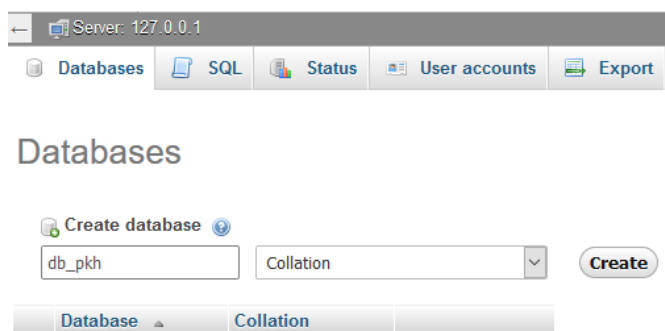 Server: 127.0.0.1
Databases SQL Status User accounts Export
Databases
Create database
db_pkh Collation Create
Database Collation